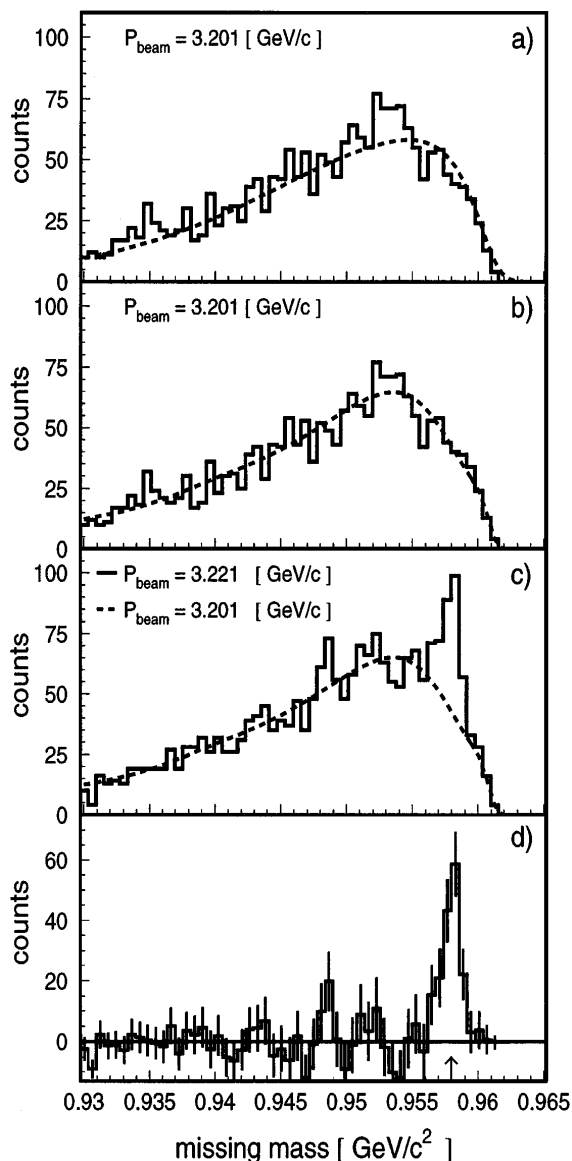 100
75
50
25
0
counts
P_beam = 3.201 [ GeV/c ]
a)
100
75
50
25
0
counts
P_beam = 3.201 [ GeV/c ]
b)
100
75
50
25
0
counts
P_beam = 3.221 [ GeV/c ]
P_beam = 3.201 [ GeV/c ]
c)
60
40
20
0
counts
d)
0.93 0.935 0.94 0.945 0.95 0.955 0.96 0.965
missing mass [ GeV/c² ]